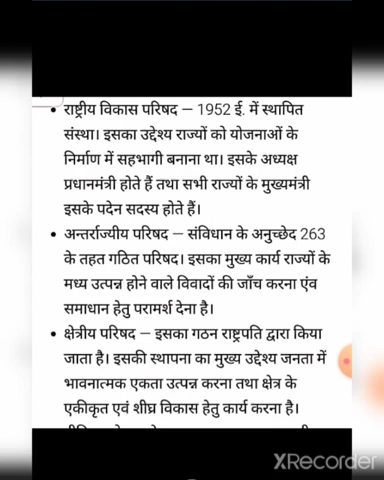 • राष्ट्रीय विकास परिषद — 1952 ई. में स्थापित
संस्था। इसका उद्देश्य राज्यों को योजनाओं के
निर्माण में सहभागी बनाना था। इसके अध्यक्ष
प्रधानमंत्री होते हैं तथा सभी राज्यों के मुख्यमंत्री
इसके पदेन सदस्य होते हैं।
• अन्तर्राज्यीय परिषद — संविधान के अनुच्छेद 263
के तहत गठित परिषद। इसका मुख्य कार्य राज्यों के
मध्य उत्पन्न होने वाले विवादों की जाँच करना एंव
समाधान हेतु परामर्श देना है।
• क्षेत्रीय परिषद — इसका गठन राष्ट्रपति द्वारा किया
जाता है। इसकी स्थापना का मुख्य उद्देश्य जनता में
भावनात्मक एकता उत्पन्न करना तथा क्षेत्र के
एकीकृत एवं शीघ्र विकास हेतु कार्य करना है।
XRecorder